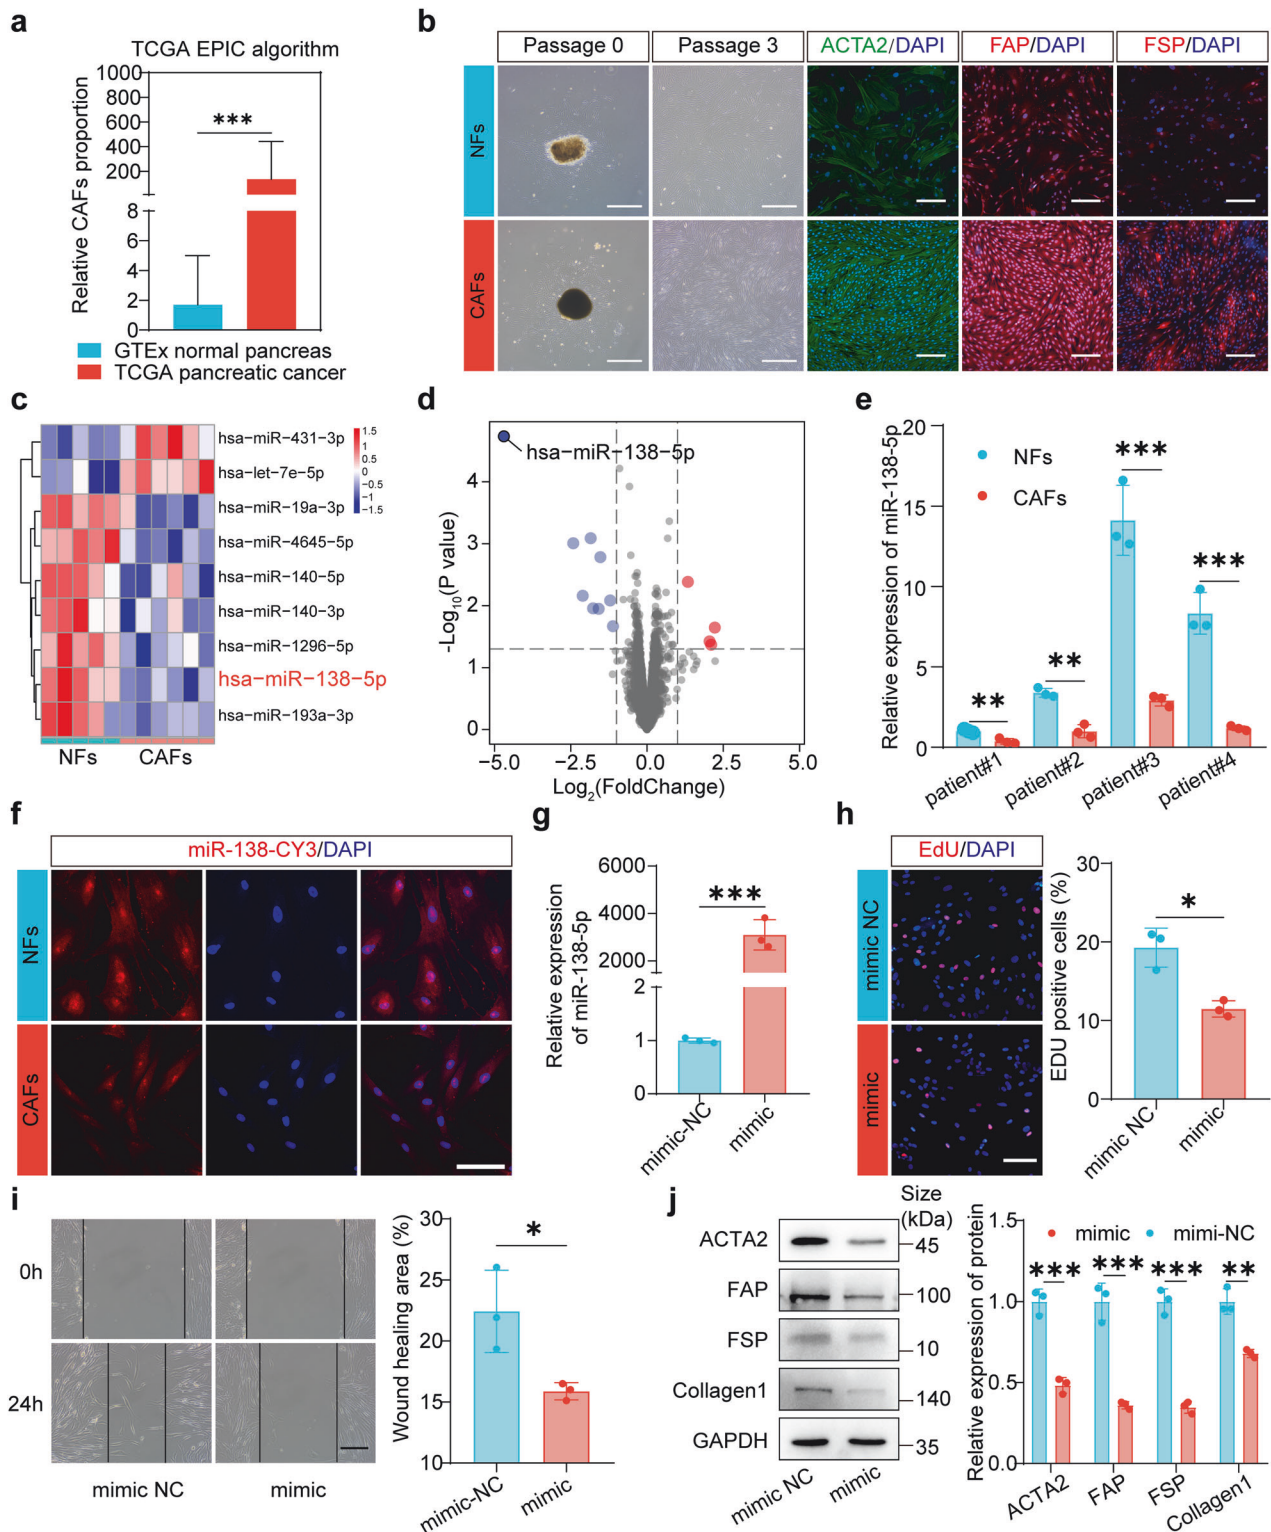 a
TCGA EPIC algorithm
Relative CAFs proportion
1000
800
600
400
200
8
6
4
2
0
***
GTEx normal pancreas
TCGA pancreatic cancer
b
Passage 0
Passage 3
ACTA2/DAPI
FAP/DAPI
FSP/DAPI
NFs
CAFs
c
hsa-miR-431-3p
hsa-let-7e-5p
hsa-miR-19a-3p
hsa-miR-4645-5p
hsa-miR-140-5p
hsa-miR-140-3p
hsa-miR-1296-5p
hsa-miR-138-5p
hsa-miR-193a-3p
1.5
1
0.5
0
-0.5
-1
-1.5
NFs
CAFs
d
hsa-miR-138-5p
-Log10(P value)
4
3
2
1
0
-5.0
-2.5
0.0
2.5
5.0
Log2(FoldChange)
e
Relative expression of miR-138-5p
20
15
10
5
0
NFs
CAFs
**
**
***
***
patient#1
patient#2
patient#3
patient#4
f
miR-138-CY3/DAPI
NFs
CAFs
g
Relative expression
of miR-138-5p
6000
4000
2000
2
1
0
***
mimic-NC
mimic
h
EdU/DAPI
mimic NC
mimic
EDU positive cells (%)
30
20
10
0
*
mimic NC
mimic
i
0h
24h
mimic NC
mimic
Wound healing area (%)
30
25
20
15
10
*
mimic-NC
mimic
j
Size
(kDa)
ACTA2
45
FAP
100
FSP
10
Collagen1
140
GAPDH
35
mimic NC
mimic
Relative expression of protein
1.5
1.0
0.5
0.0
mimic
mimi-NC
***
***
***
**
ACTA2
FAP
FSP
Collagen1